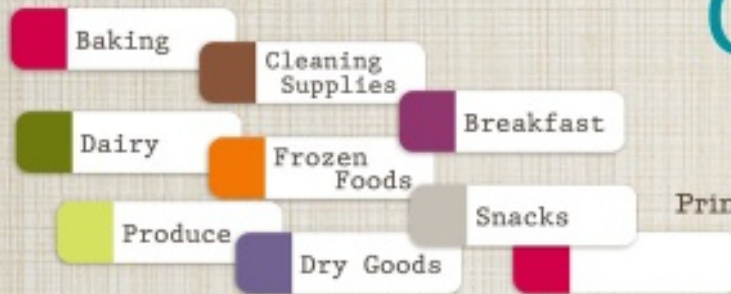 Baking
Cleaning
Supplies
Breakfast
Dairy
Frozen
Foods
Snacks
Produce
Dry Goods